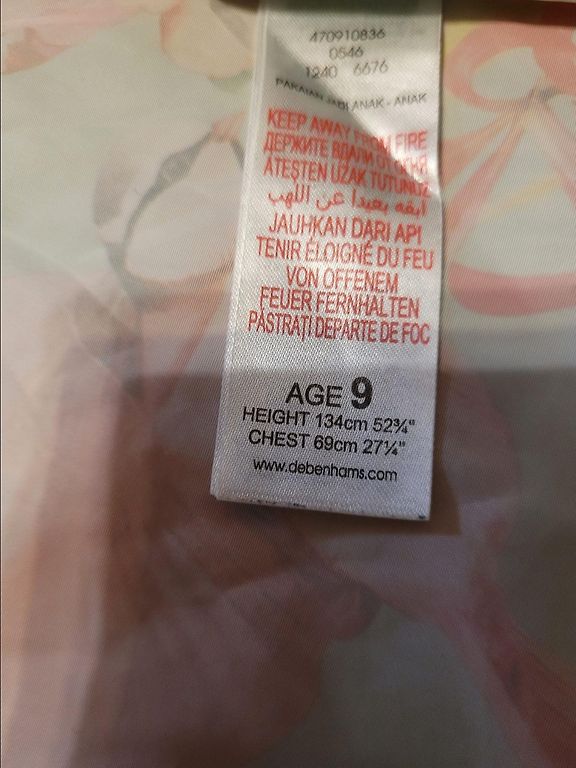 470910836
0546
1240 6676
PAKAIAN JADI ANAK - ANAK
KEEP AWAY FROM FIRE
ДЕРЖИТЕ ВДАЛИ ОТ ОГНЯ
ATEŞTEN UZAK TUTUNUZ
ابقه بعيدا عن اللهب
JAUHKAN DARI API
TENIR ÉLOIGNÉ DU FEU
VON OFFENEM
FEUER FERNHALTEN
PĂSTRAȚI DEPARTE DE FOC
AGE 9
HEIGHT 134cm 52¾"
CHEST 69cm 27¼"
www.debenhams.com